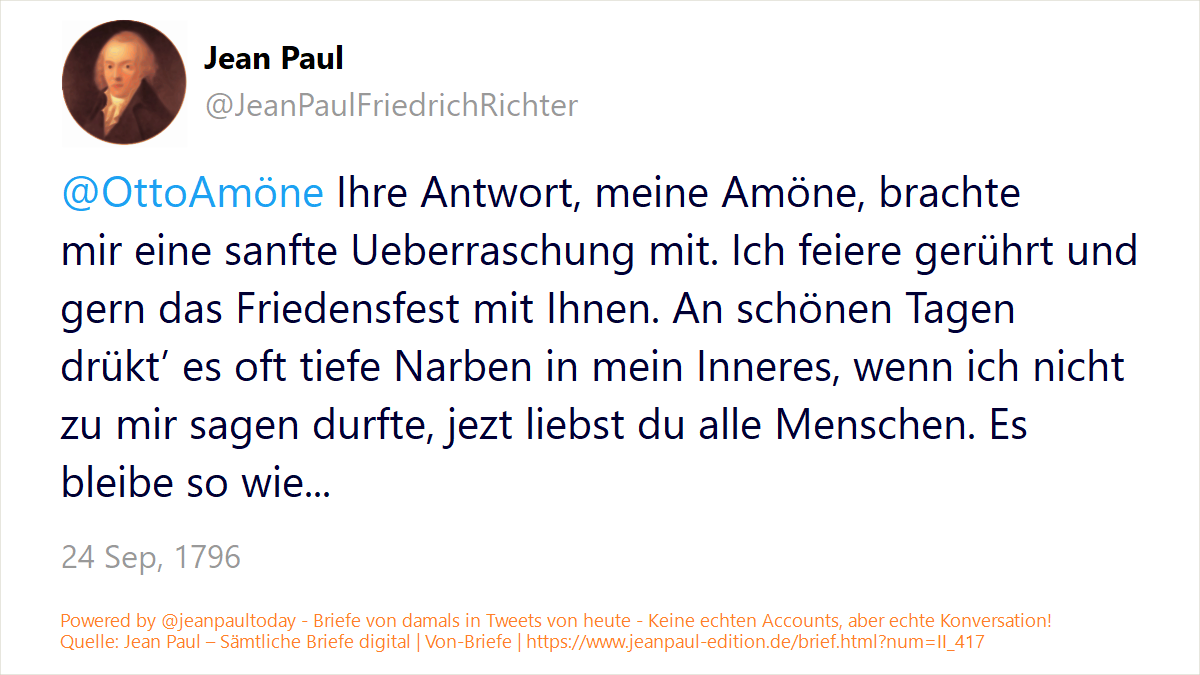 Jean Paul
@JeanPaulFriedrichRichter
@OttoAmöne Ihre Antwort, meine Amöne, brachte
mir eine sanfte Ueberraschung mit. Ich feiere gerührt und
gern das Friedensfest mit Ihnen. An schönen Tagen
drükt’ es oft tiefe Narben in mein Inneres, wenn ich nicht
zu mir sagen durfte, jezt liebst du alle Menschen. Es
bleibe so wie...
24 Sep, 1796
Powered by @jeanpaultoday - Briefe von damals in Tweets von heute - Keine echten Accounts, aber echte Konversation!
Quelle: Jean Paul – Sämtliche Briefe digital | Von-Briefe | https://www.jeanpaul-edition.de/brief.html?num=II_417